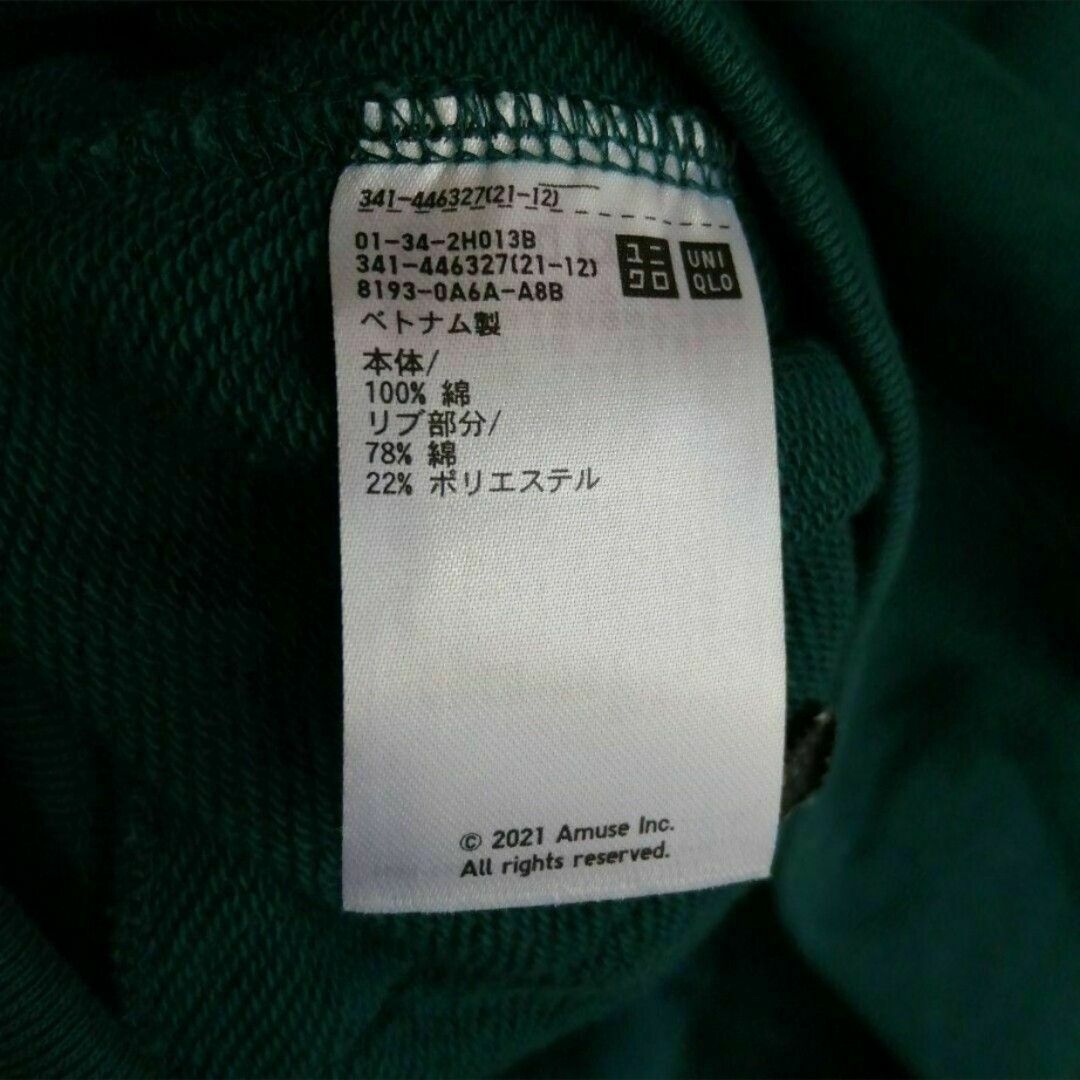 341-446327(21-12)
01-34-2H013B
341-446327(21-12)
8193-0A6A-A8B
ユニ
クロ
UNI
QLO
ベトナム製
本体/
100% 綿
リブ部分/
78% 綿
22% ポリエステル
© 2021 Amuse Inc.
All rights reserved.